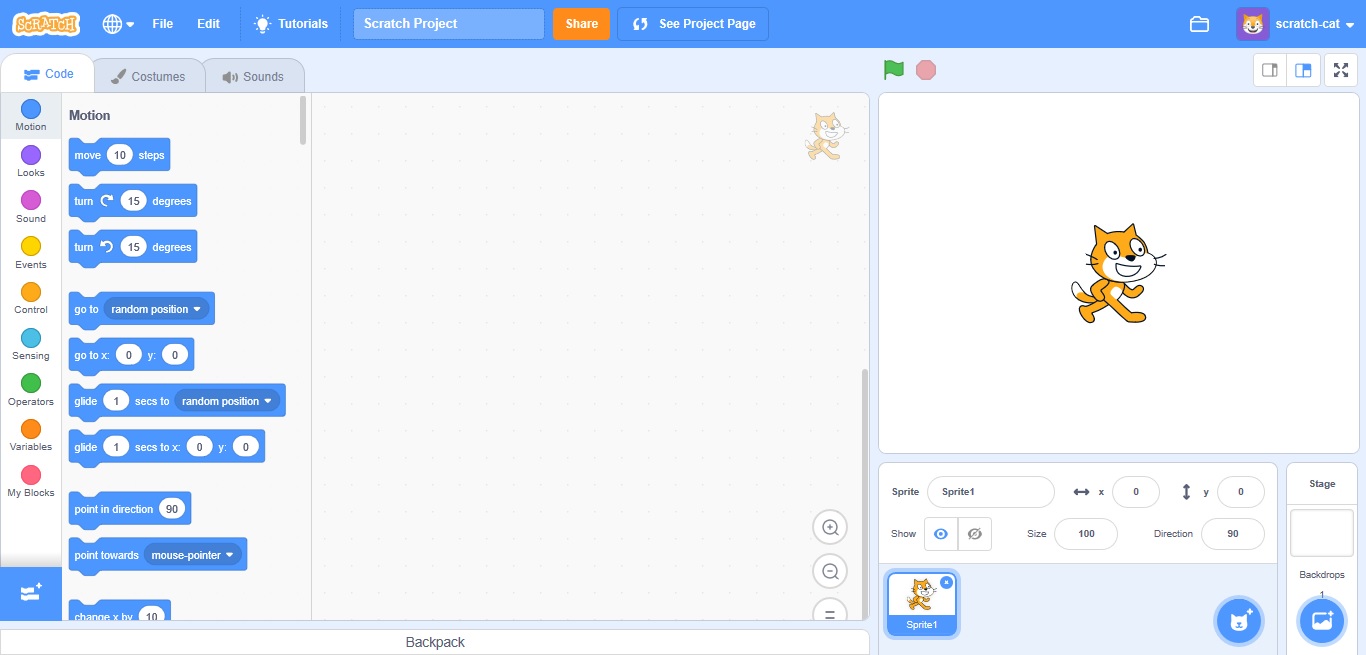 SCRATCH File Edit Tutorials Scratch Project Share See Project Page scratch-cat
Code Costumes Sounds
Motion
Looks
Sound
Events
Control
Sensing
Operators
Variables
My Blocks
Motion
move 10 steps
turn 15 degrees
turn 15 degrees
go to random position
go to x: 0 y: 0
glide 1 secs to random position
glide 1 secs to x: 0 y: 0
point in direction 90
point towards mouse-pointer
change x by 10
Backpack
Sprite Sprite1 x 0 y 0
Show Size 100 Direction 90
Sprite1
Stage
Backdrops
1